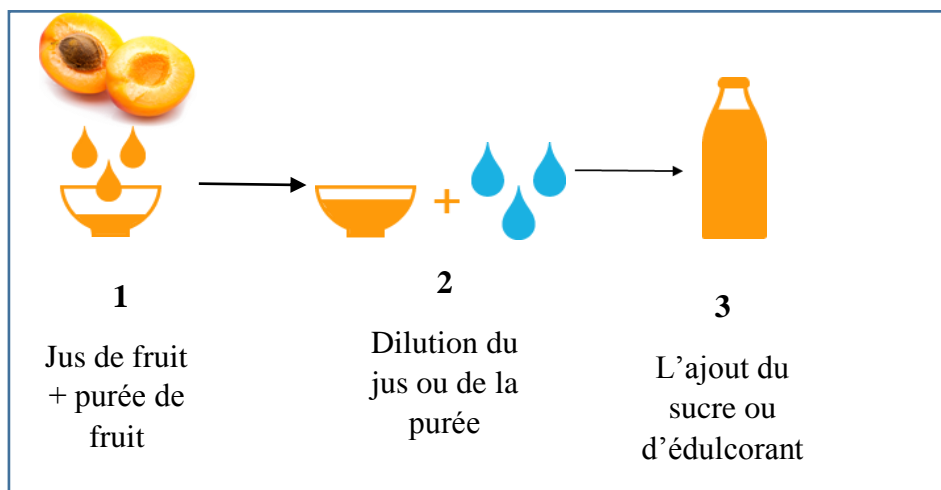 +
1
Jus de fruit
+ purée de
fruit
2
Dilution du
jus ou de la
purée
3
L’ajout du
sucre ou
d’édulcorant